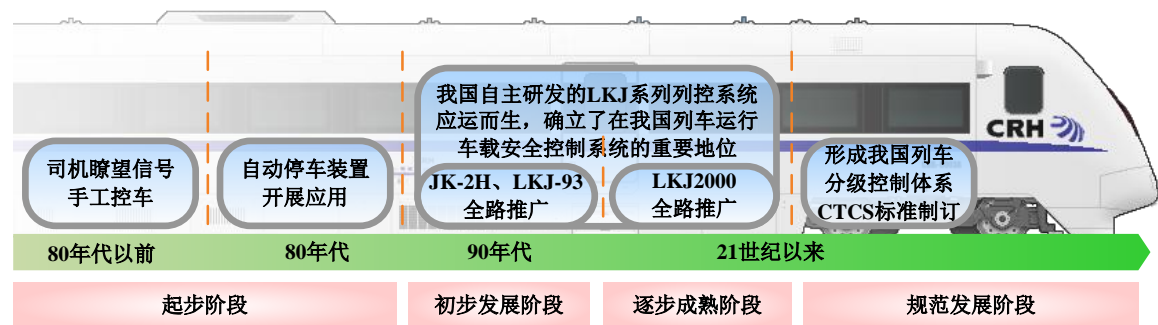 我国自主研发的LKJ系列列控系统
应运而生，确立了在我国列车运行
车载安全控制系统的重要地位
CRH
司机瞭望信号
手工控车
自动停车装置
开展应用
JK-2H、LKJ-93
全路推广
LKJ2000
全路推广
形成我国列车
分级控制体系
CTCS标准制订
80年代以前
80年代
90年代
21世纪以来
起步阶段
初步发展阶段
逐步成熟阶段
规范发展阶段